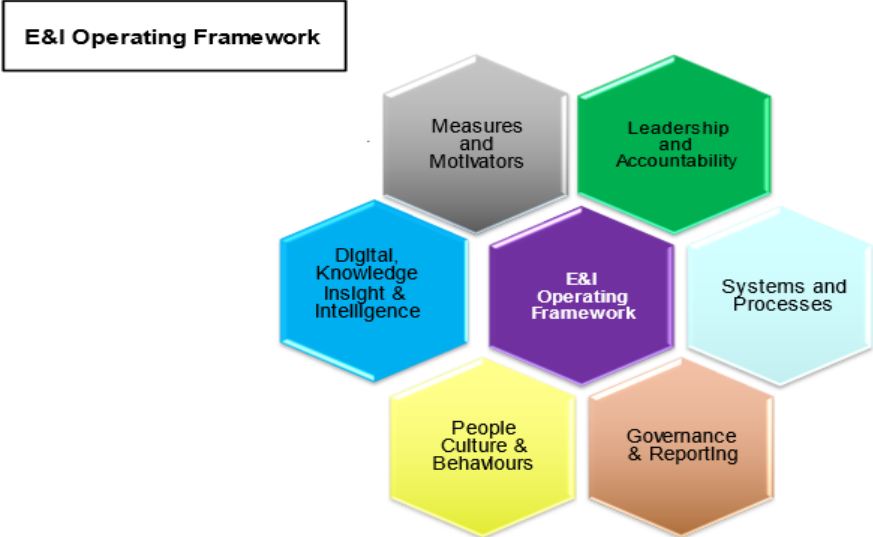 E&I Operating Framework
Measures
and
Motivators
Leadership
and
Accountability
Digital,
Knowledge
Insight &
Intelligence
E&I
Operating
Framework
Systems and
Processes
People
Culture &
Behaviours
Governance
& Reporting